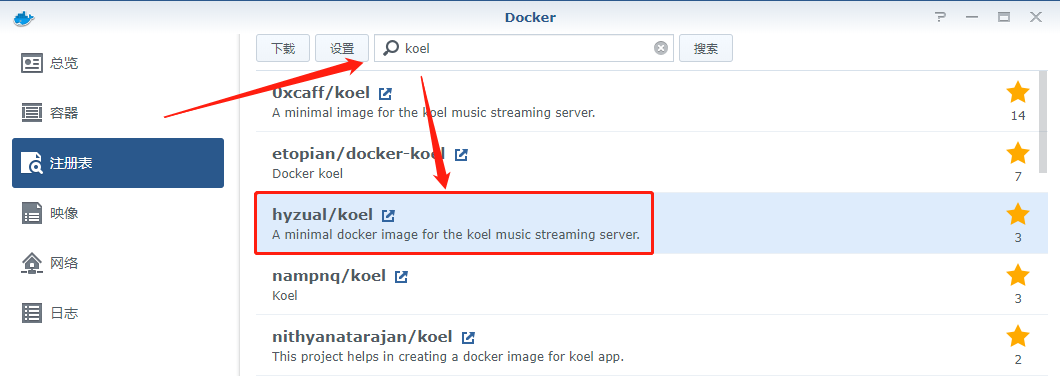 Docker
总览
容器
注册表
映像
网络
日志
下载 设置 koel 搜索
0xcaff/koel
A minimal image for the koel music streaming server.
14
etopian/docker-koel
Docker koel
7
hyzual/koel
A minimal docker image for the koel music streaming server.
3
nampnq/koel
Koel
3
nithyanatarajan/koel
This project helps in creating a docker image for koel app.
2